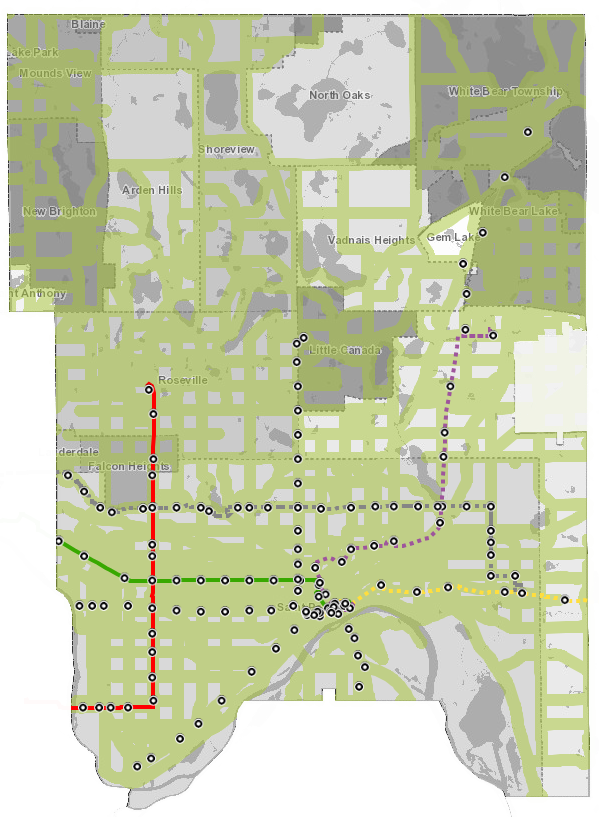 Blaine
Lake Park
Mounds View
North Oaks
White Bear Township
Shoreview
Arden Hills
New Brighton
White Bear Lake
Vadnais Heights
Gem Lake
nt Anthony
Little Canada
Roseville
derdale
Falcon Heights